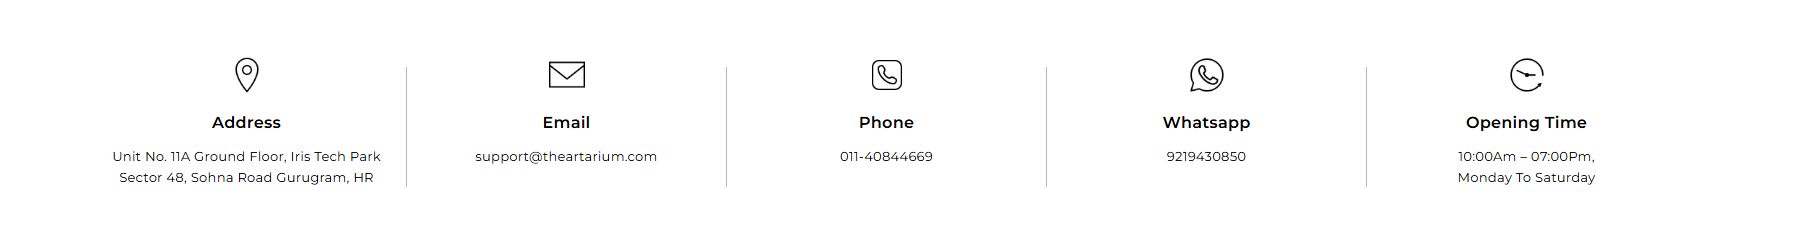 Address
Unit No. 11A Ground Floor, Iris Tech Park
Sector 48, Sohna Road Gurugram, HR
Email
support@theartarium.com
Phone
011-40844669
Whatsapp
9219430850
Opening Time
10:00Am – 07:00Pm,
Monday To Saturday